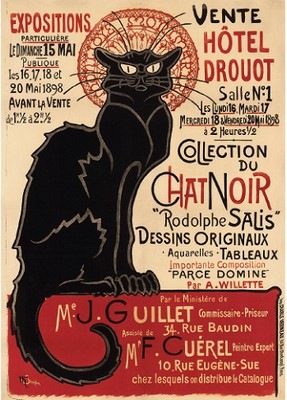 EXPOSITIONS
PARTICULIÈRE
LE DIMANCHE 15 MAI
PUBLIQUE
les 16, 17, 18 et
20 Mai 1898
AVANT LA VENTE
de 1h½ à 2h½
VENTE
HÔTEL
DROUOT
Salle No 1
LES LUNDI 16, MARDI 17
MERCREDI 18 & VENDREDI 20 MAI 1898
à 2 Heures ½
COLLECTION
DU
CHAT NOIR
"Rodolphe SALIS"
DESSINS ORIGINAUX
Aquarelles - TABLEAUX
Importante Composition
"PARCE DOMINE"
Par A. WILLETTE
Par le Ministère de
Me J. GUILLET Commissaire-Priseur
Assisté de 34, RUE BAUDIN
M F. CUÉREL Peintre Expert
10, RUE EUGÈNE-SUE
chez lesquels on distribue le Catalogue